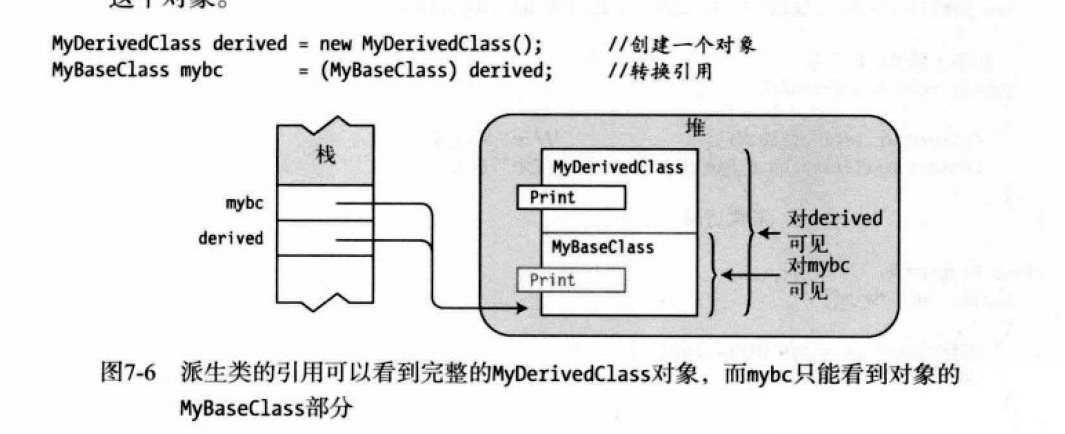 这个对象。
MyDerivedClass derived = new MyDerivedClass();	//创建一个对象
MyBaseClass mybc = (MyBaseClass) derived;	//转换引用
堆
栈
MyDerivedClass
Print
mybc
derived
MyBaseClass
Print
对derived
可见
对mybc
可见
图7-6 派生类的引用可以看到完整的MyDerivedClass对象，而mybc只能看到对象的
MyBaseClass部分